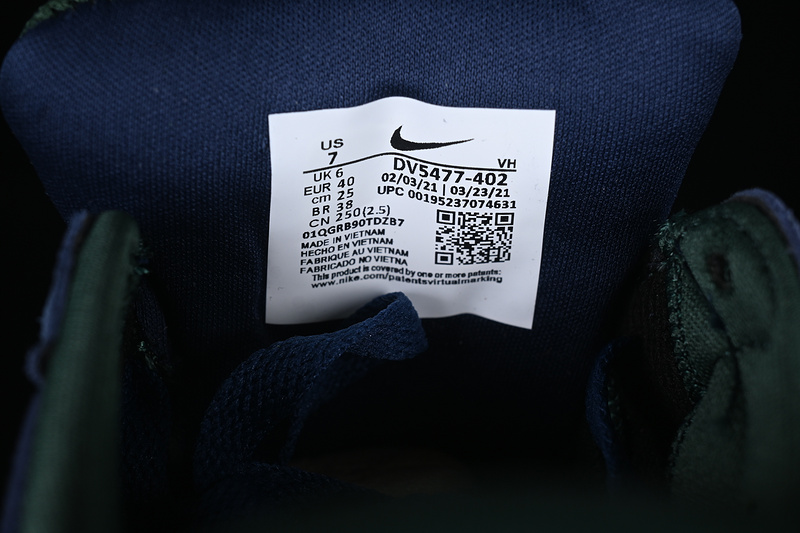 US
7
VH
UK 6
DV5477-402
EUR 40
02/03/21 | 03/23/21
cm 25
UPC 00195237074631
BR 38
CN 250(2.5)
01QGRB90TDZB7
MADE IN VIETNAM
HECHO EN VIETNAM
FABRIQUE AU VIETNAM
FABRICADO NO VIETNA
This product is covered by one or more patents:
www.nike.com/patentsvirtualmarking